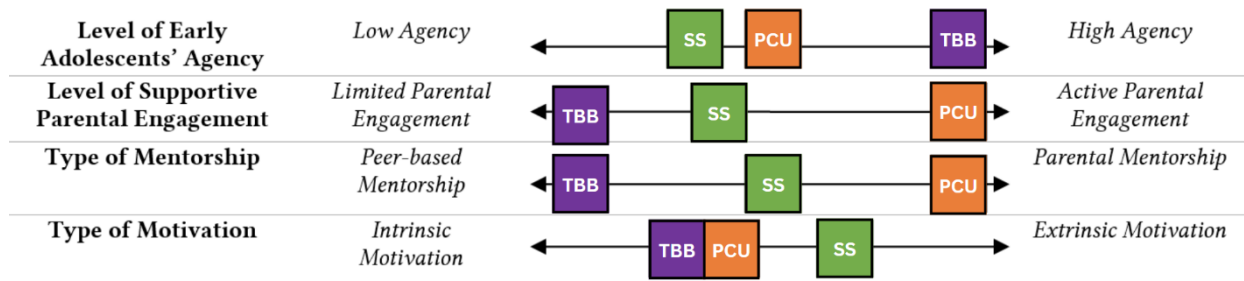 Level of Early
Adolescents' Agency
Low Agency
SS
PCU
TBB
High Agency
Level of Supportive
Parental Engagement
Limited Parental
Engagement
TBB
SS
PCU
Active Parental
Engagement
Type of Mentorship
Peer-based
Mentorship
TBB
SS
PCU
Parental Mentorship
Type of Motivation
Intrinsic
Motivation
TBB
PCU
SS
Extrinsic Motivation